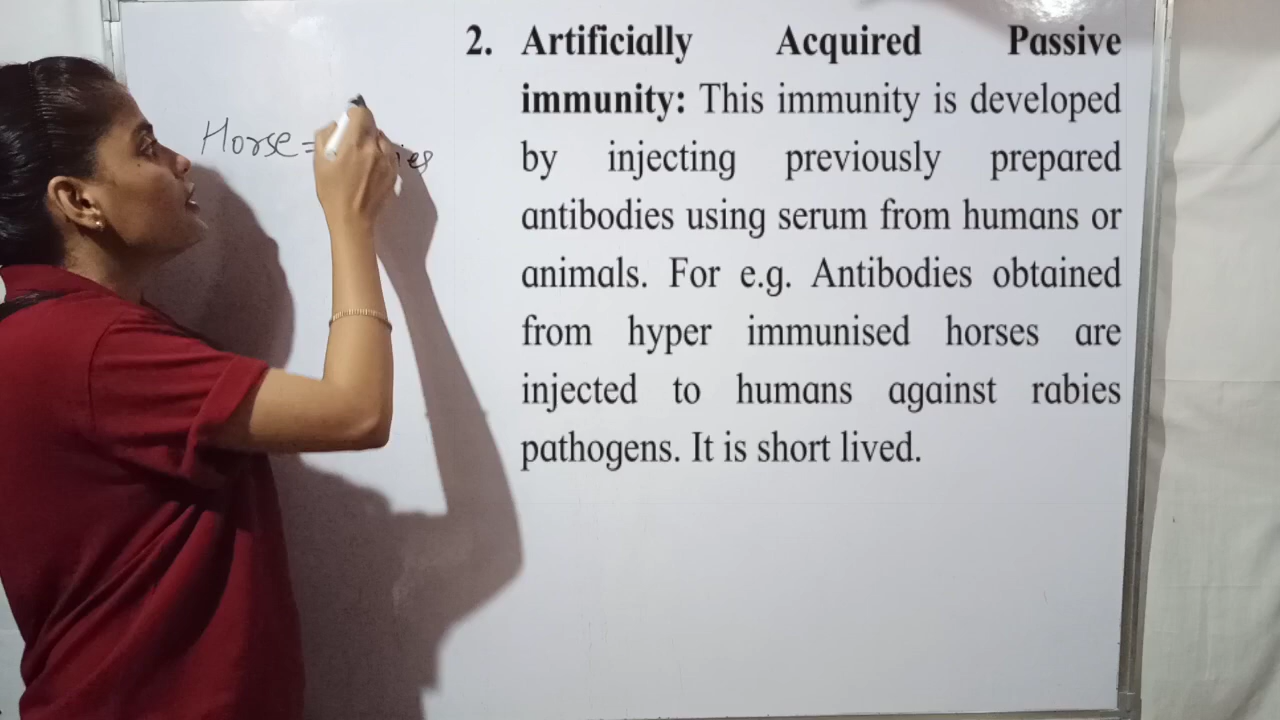 Horse =
2. Artificially Acquired Passive
immunity: This immunity is developed
by injecting previously prepared
antibodies using serum from humans or
animals. For e.g. Antibodies obtained
from hyper immunised horses are
injected to humans against rabies
pathogens. It is short lived.